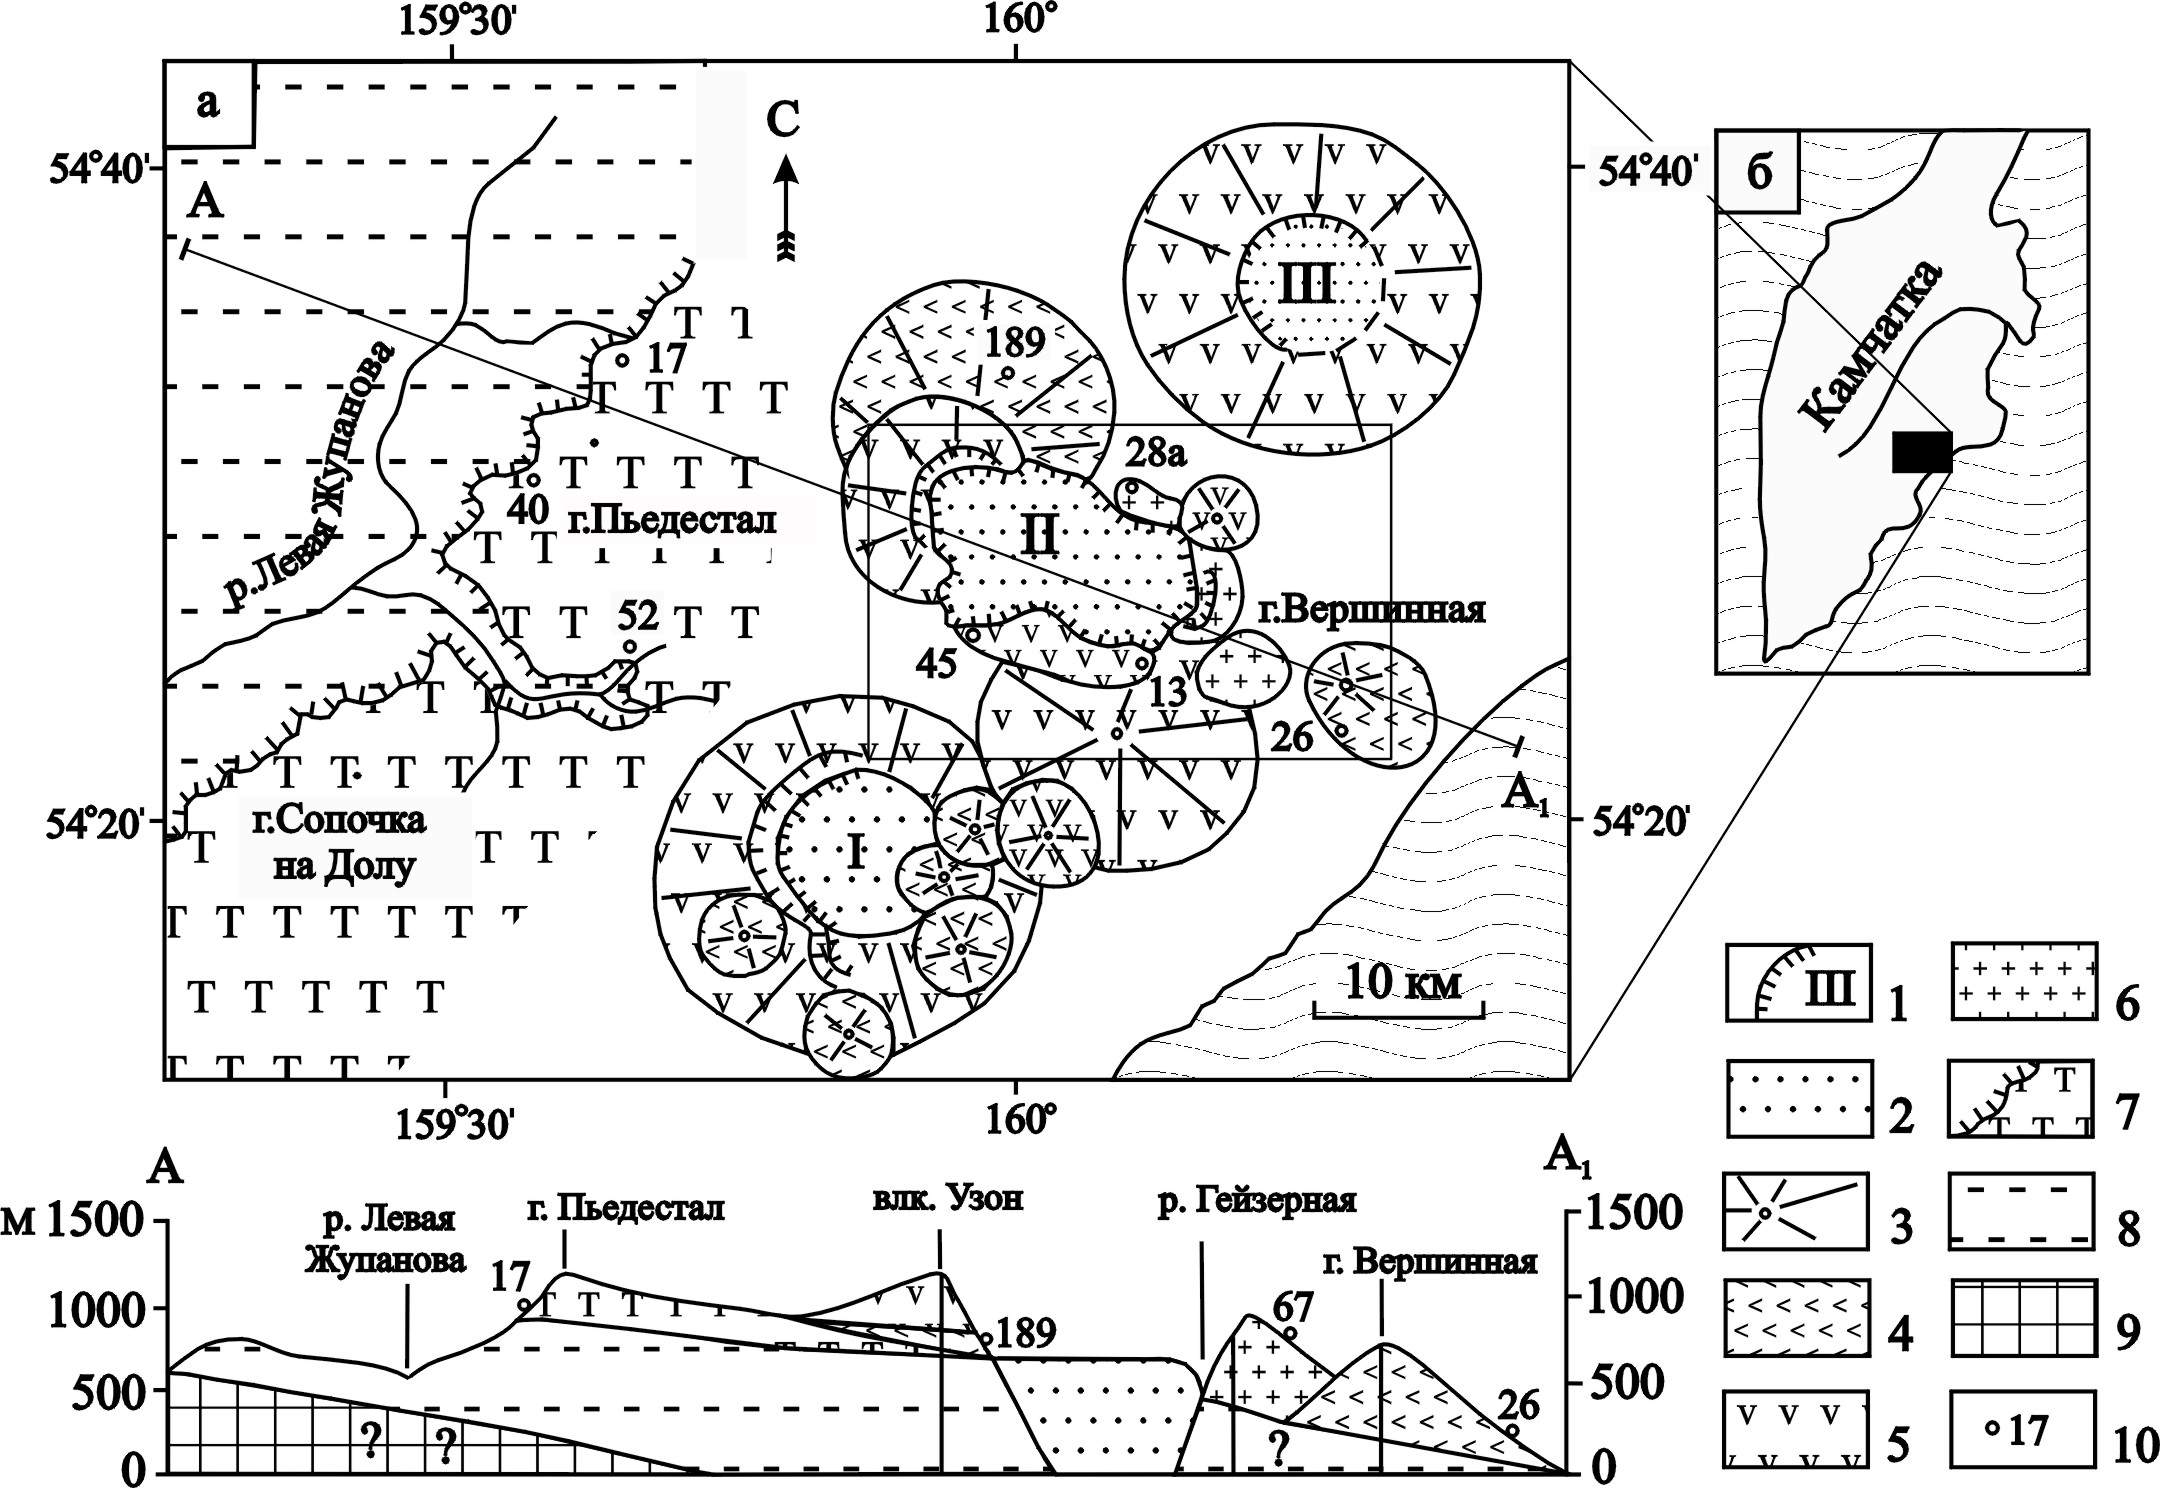 159°30'
160°
а
С
54°40'
54°40'
А
б
III
189
Камчатка
17
28а
р.Левая Жупанова
40
г.Пьедестал
II
52
г.Вершинная
45
13
26
А₁
54°20'
54°20'
г.Сопочка
на Долу
I
10 км
III
1
6
2
7
159°30'
160°
А
А₁
3
8
м 1500
1500
р. Левая
Жупанова
г. Пьедестал
влк. Узон
р. Гейзерная
г. Вершинная
17
1000
1000
67
189
4
9
500
500
26
? ?
?
5
17
10
0
0